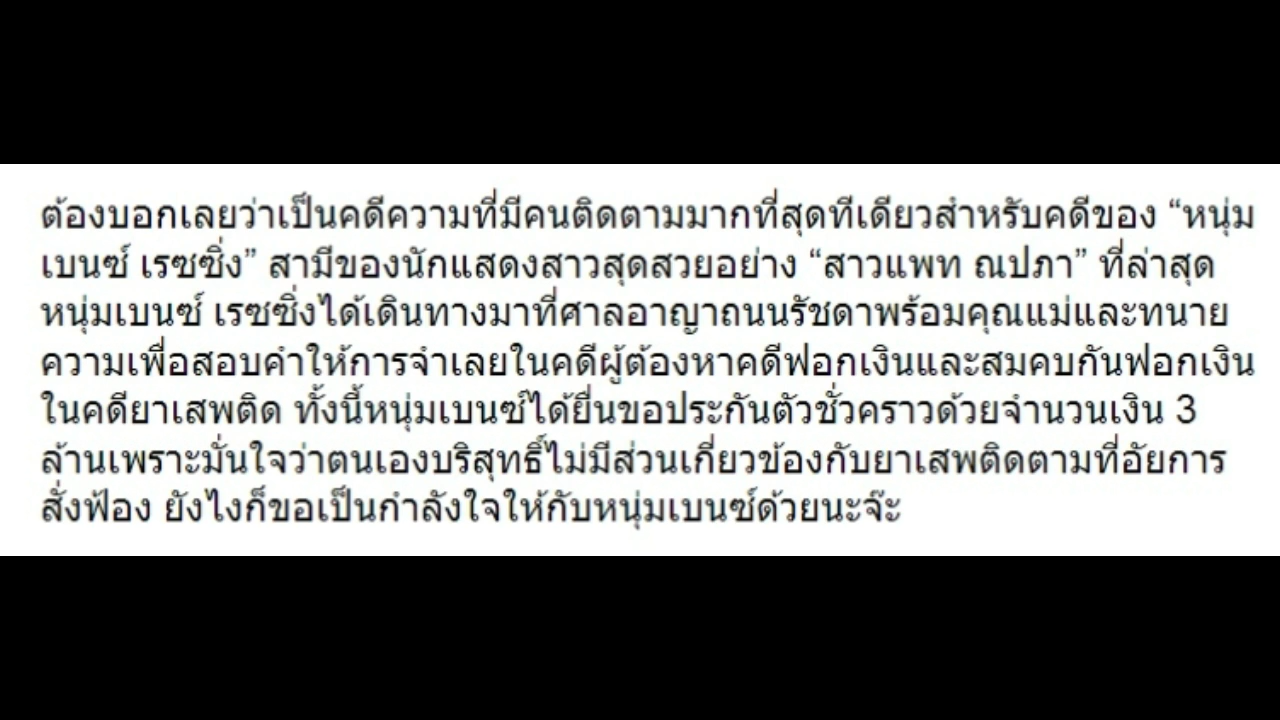 ต้องบอกเลยว่าเป็นคดีความที่มีคนติดตามมากที่สุดทีเดียวสำหรับคดีของ “หนุ่ม
เบนซ์ เรซซิ่ง” สามีของนักแสดงสาวสุดสวยอย่าง “สาวแพท ณปภา” ที่ล่าสุด
หนุ่มเบนซ์ เรซซิ่งได้เดินทางมาที่ศาลอาญาถนนรัชดาพร้อมคุณแม่และทนาย
ความเพื่อสอบคำให้การจำเลยในคดีผู้ต้องหาคดีฟอกเงินและสมคบกันฟอกเงิน
ในคดียาเสพติด ทั้งนี้หนุ่มเบนซ์ได้ยื่นขอประกันตัวชั่วคราวด้วยจำนวนเงิน 3
ล้านเพราะมั่นใจว่าตนเองบริสุทธิ์ไม่มีส่วนเกี่ยวข้องกับยาเสพติดตามที่อัยการ
สั่งฟ้อง ยังไงก็ขอเป็นกำลังใจให้กับหนุ่มเบนซ์ด้วยนะจ๊ะ